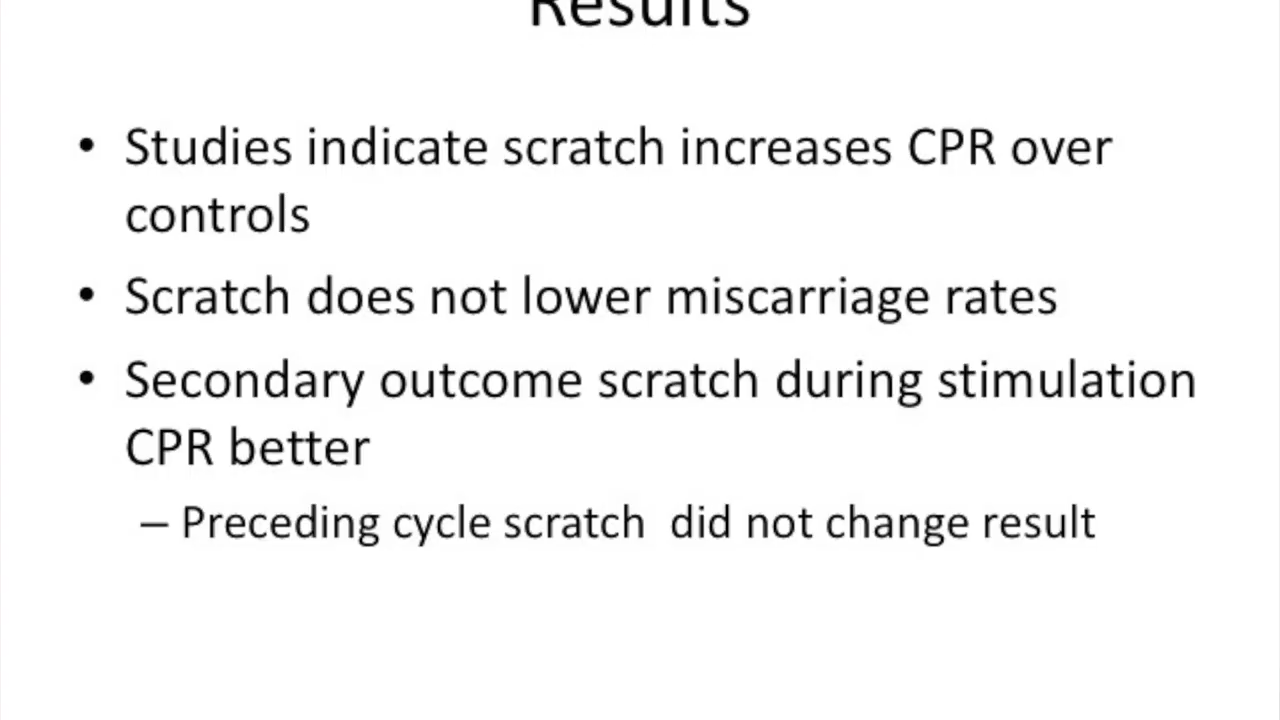 Results
• Studies indicate scratch increases CPR over
controls
• Scratch does not lower miscarriage rates
• Secondary outcome scratch during stimulation
CPR better
– Preceding cycle scratch  did not change result